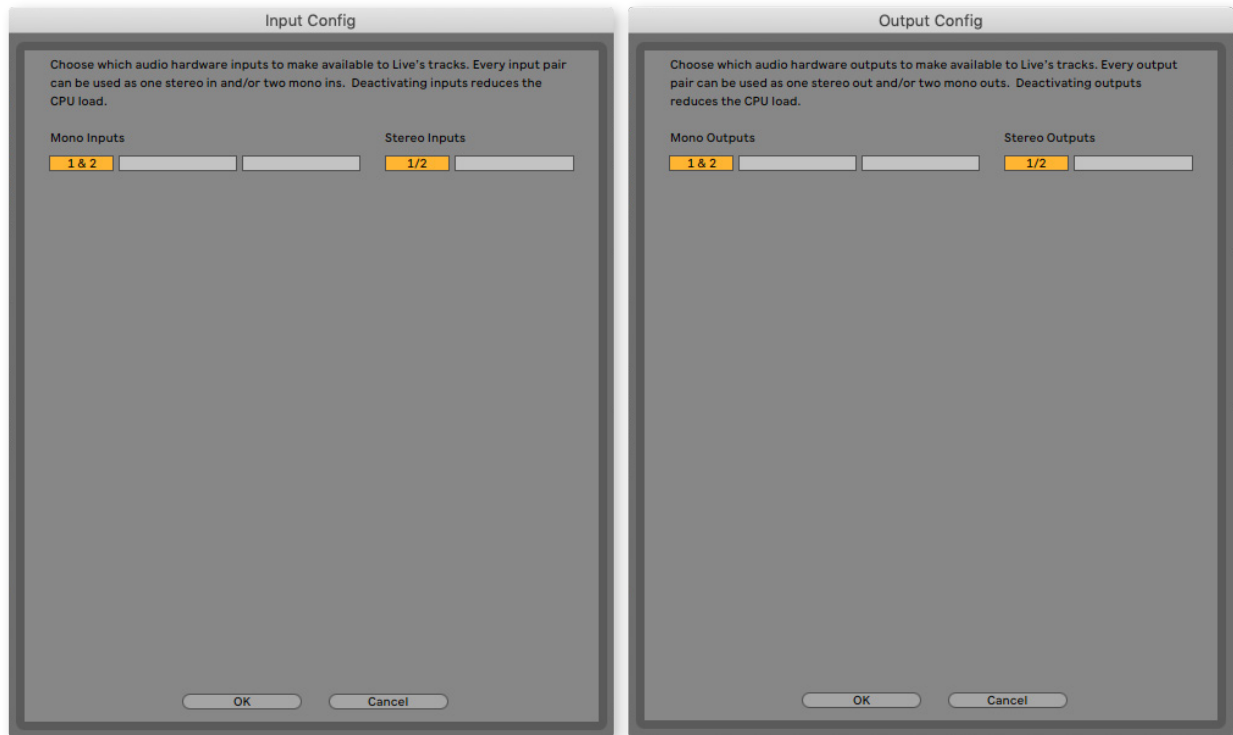 Input Config
Choose which audio hardware inputs to make available to Live's tracks. Every input pair
can be used as one stereo in and/or two mono ins. Deactivating inputs reduces the
CPU load.
Mono Inputs
Stereo Inputs
1 & 2
1/2
OK
Cancel
Output Config
Choose which audio hardware outputs to make available to Live's tracks. Every output
pair can be used as one stereo out and/or two mono outs. Deactivating outputs
reduces the CPU load.
Mono Outputs
Stereo Outputs
1 & 2
1/2
OK
Cancel